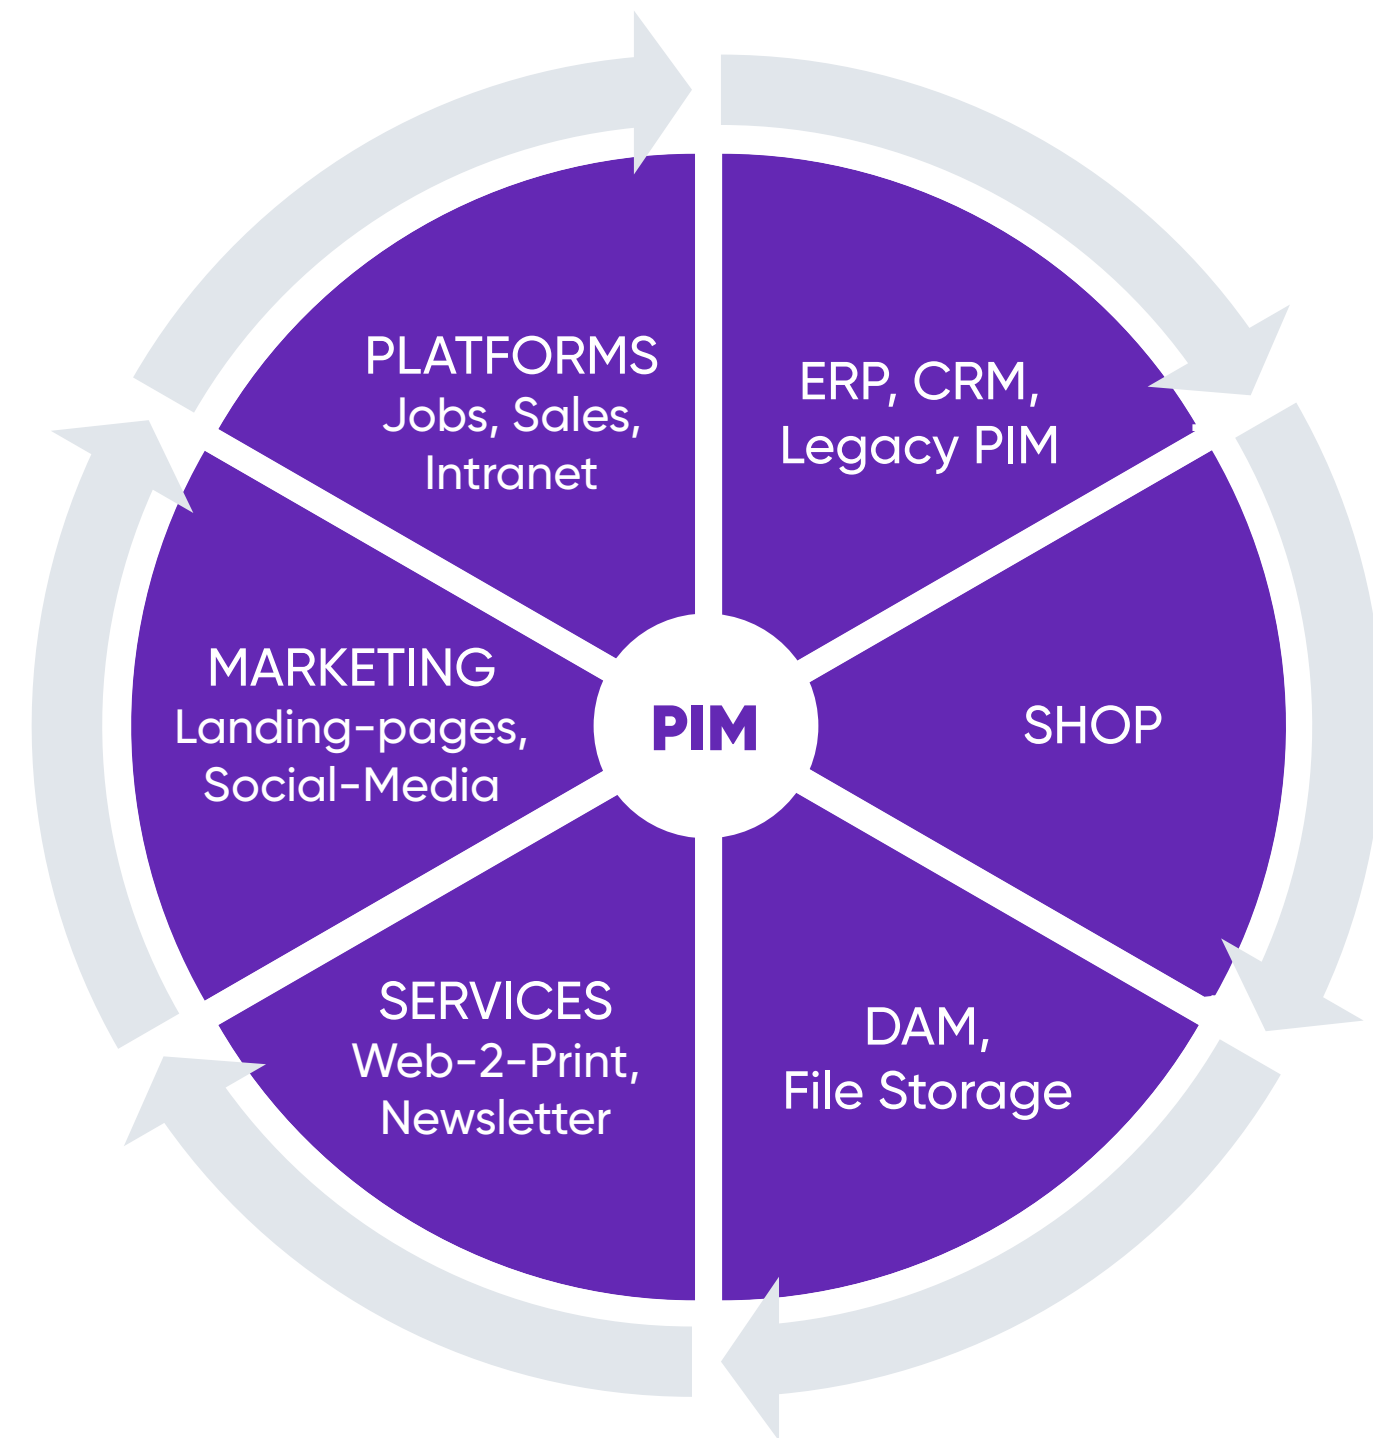 PLATFORMS
Jobs, Sales,
Intranet
ERP, CRM,
Legacy PIM
MARKETING
Landing-pages,
Social-Media
PIM
SHOP
SERVICES
Web-2-Print,
Newsletter
DAM,
File Storage